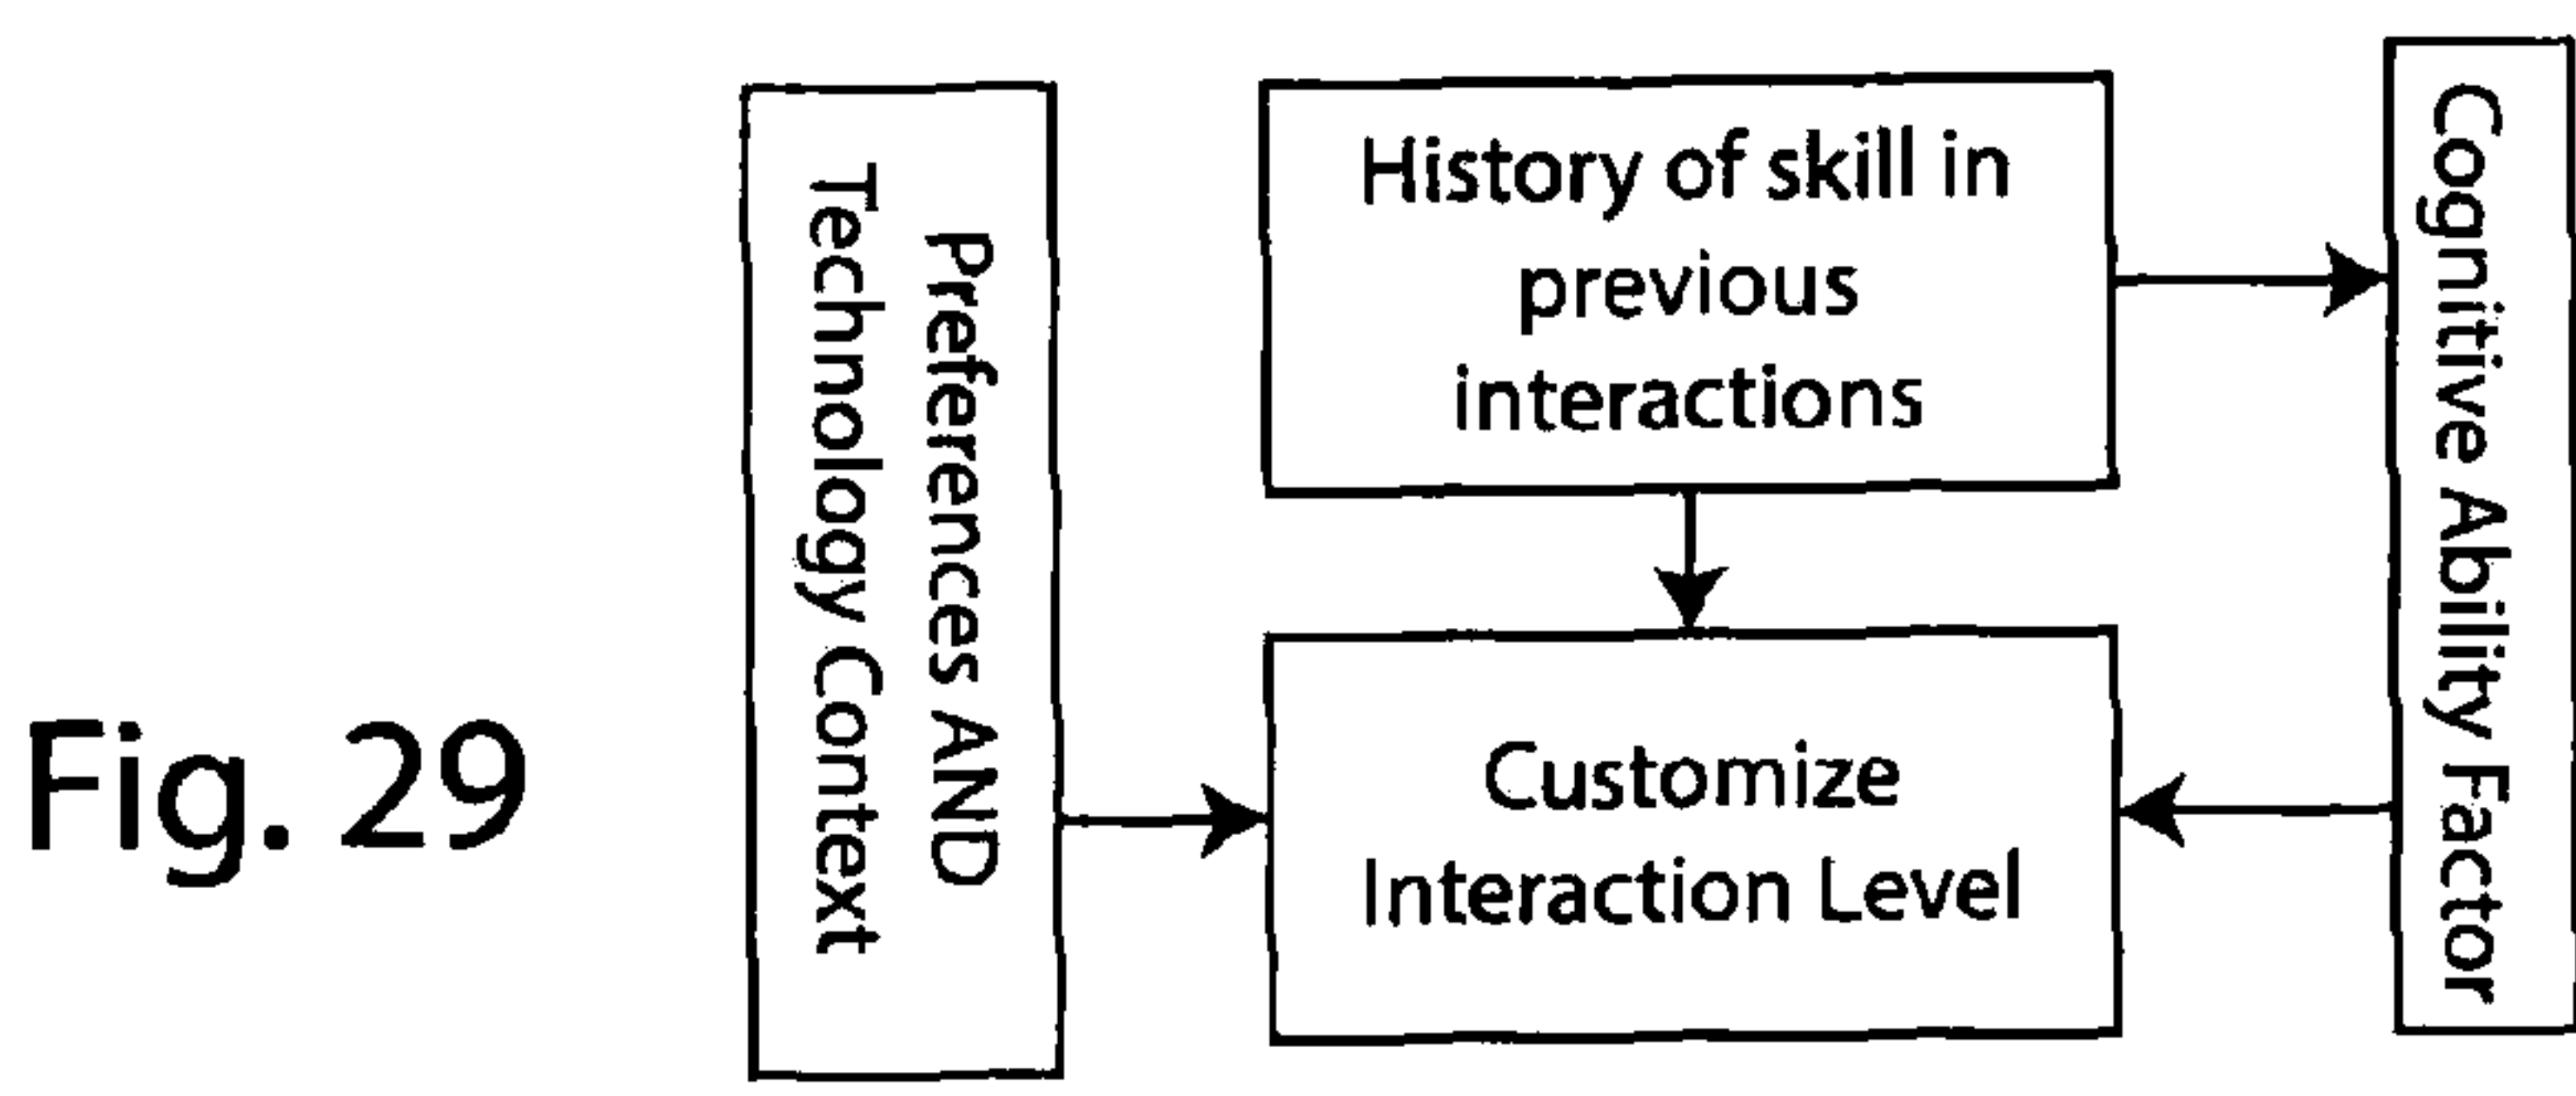 Fig. 29
Preferences AND
Technology Context
History of skill in
previous
interactions
Customize
Interaction Level
Cognitive Ability Factor